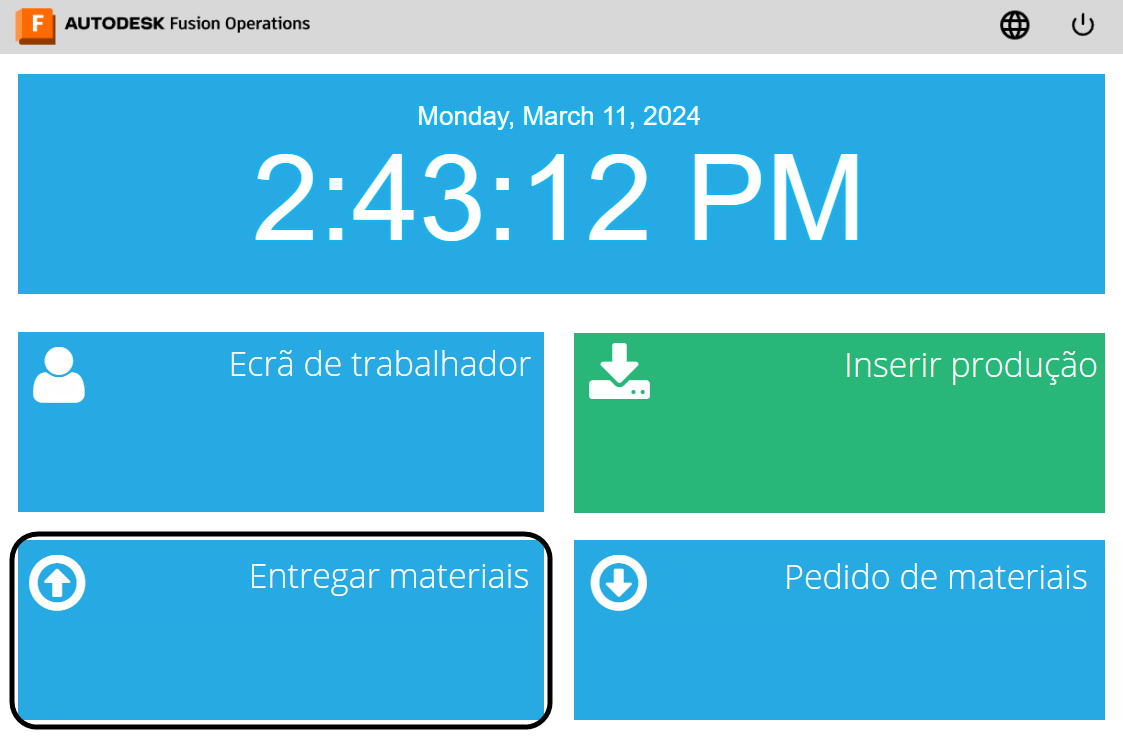 F AUTODESK Fusion Operations
Monday, March 11, 2024
2:43:12 PM
Ecrã de trabalhador
Inserir produção
Entregar materiais
Pedido de materiais